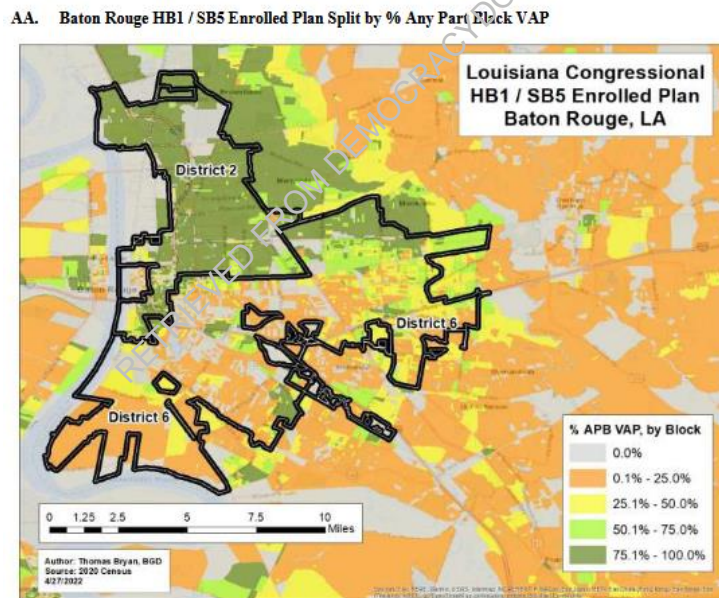 AA. Baton Rouge HB1 / SB5 Enrolled Plan Split by % Any Part Black VAP
RETRIEVED FROM DEMOCRACYDO
Louisiana Congressional
HB1 / SB5 Enrolled Plan
Baton Rouge, LA
District 2
Baton Rouge
District 6
District 6
% APB VAP, by Block
0.0%
0.1% - 25.0%
25.1% - 50.0%
50.1% - 75.0%
75.1% - 100.0%
0 1.25 2.5 5 7.5 10
Miles
Author: Thomas Bryan, BGD
Source: 2020 Census
4/27/2022